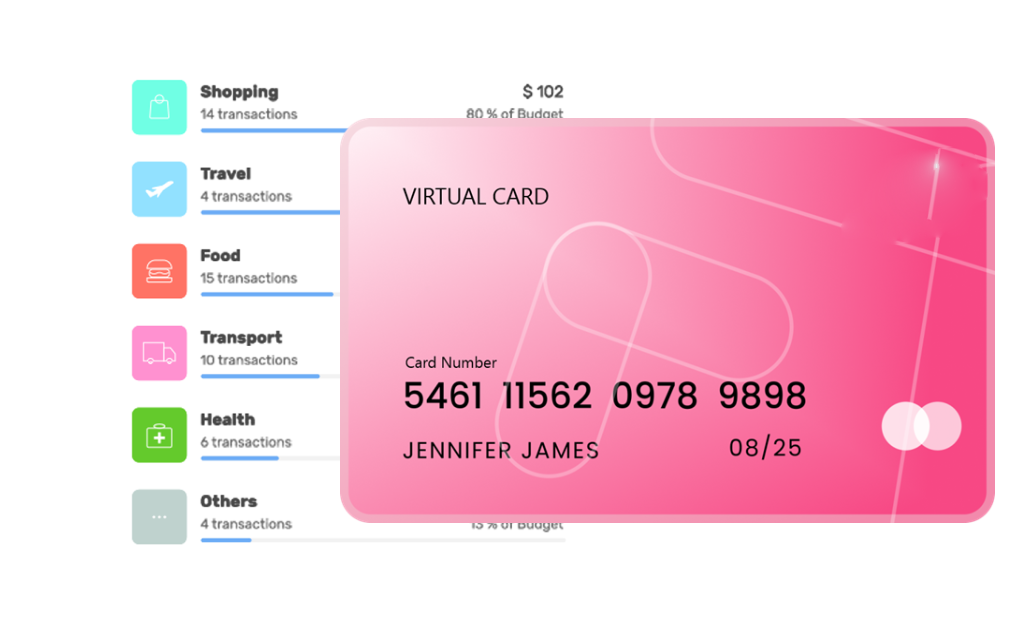 Shopping
$ 102
14 transactions
80 % of Budget
Travel
4 transactions
Food
15 transactions
Transport
10 transactions
Health
6 transactions
Others
4 transactions
13 % of Budget
VIRTUAL CARD
Card Number
5461 11562 0978 9898
JENNIFER JAMES
08/25